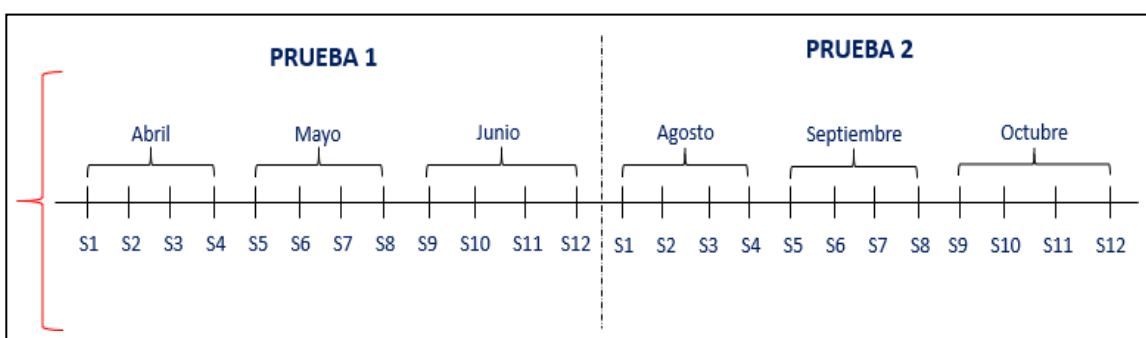 PRUEBA 1
PRUEBA 2
Abril Mayo Junio Agosto Septiembre Octubre
S1 S2 S3 S4 S5 S6 S7 S8 S9 S10 S11 S12 S1 S2 S3 S4 S5 S6 S7 S8 S9 S10 S11 S12